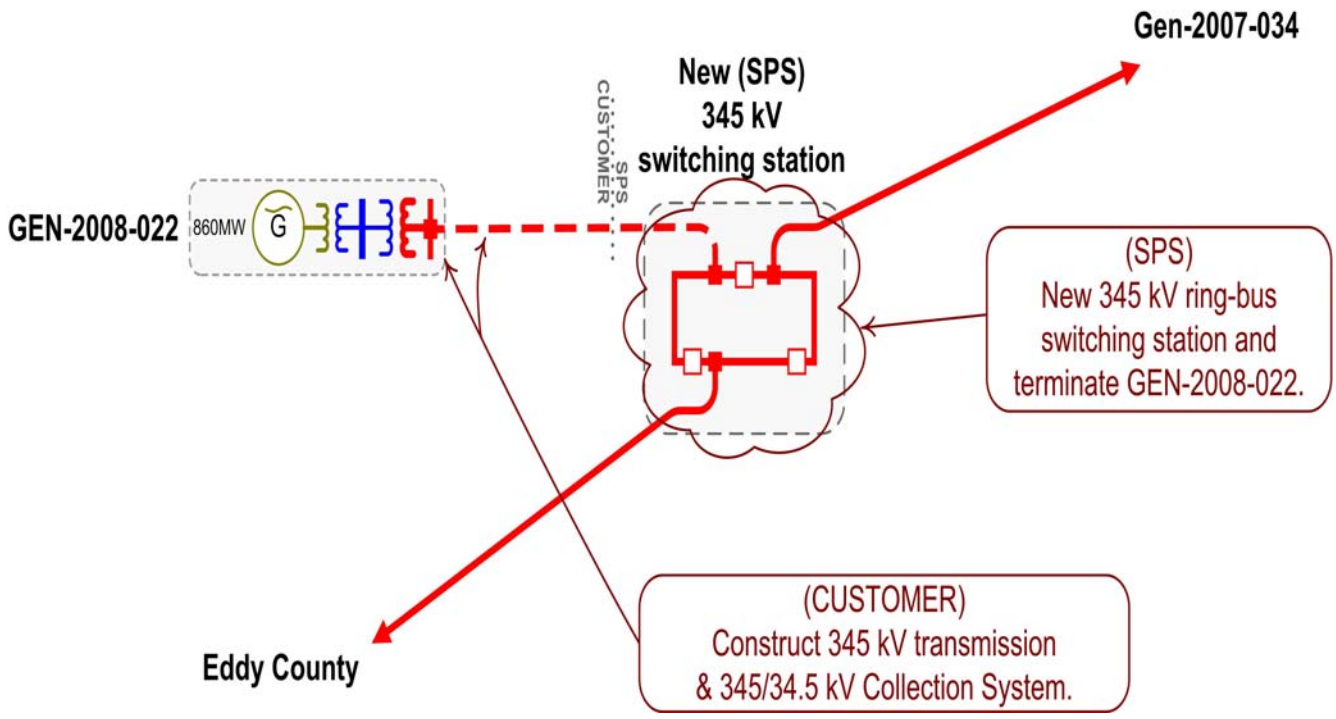 Gen-2007-034
New (SPS)
345 kV
switching station
CUSTOMER
SPS
GEN-2008-022
860MW
G
(SPS)
New 345 kV ring-bus
switching station and
terminate GEN-2008-022.
(CUSTOMER)
Construct 345 kV transmission
& 345/34.5 kV Collection System.
Eddy County